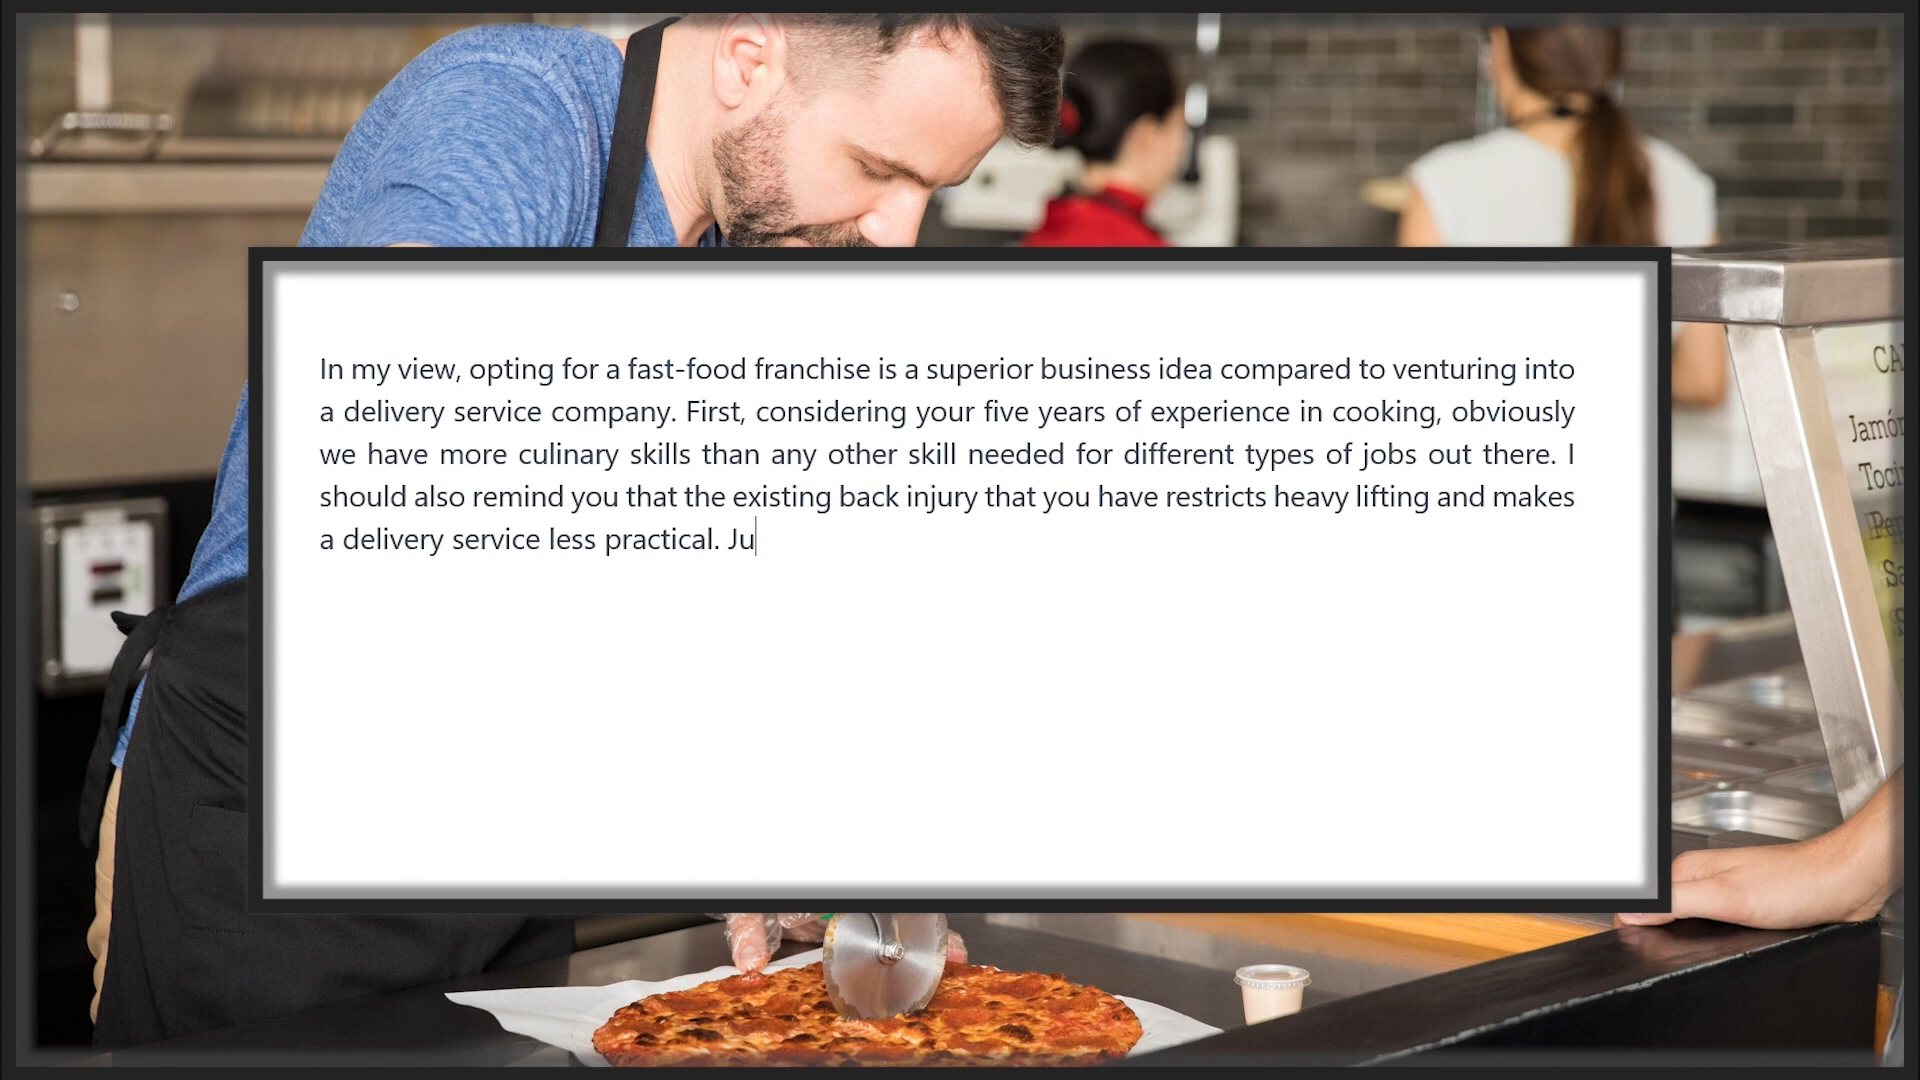 In my view, opting for a fast-food franchise is a superior business idea compared to venturing into
a delivery service company. First, considering your five years of experience in cooking, obviously
we have more culinary skills than any other skill needed for different types of jobs out there. I
should also remind you that the existing back injury that you have restricts heavy lifting and makes
a delivery service less practical. Ju